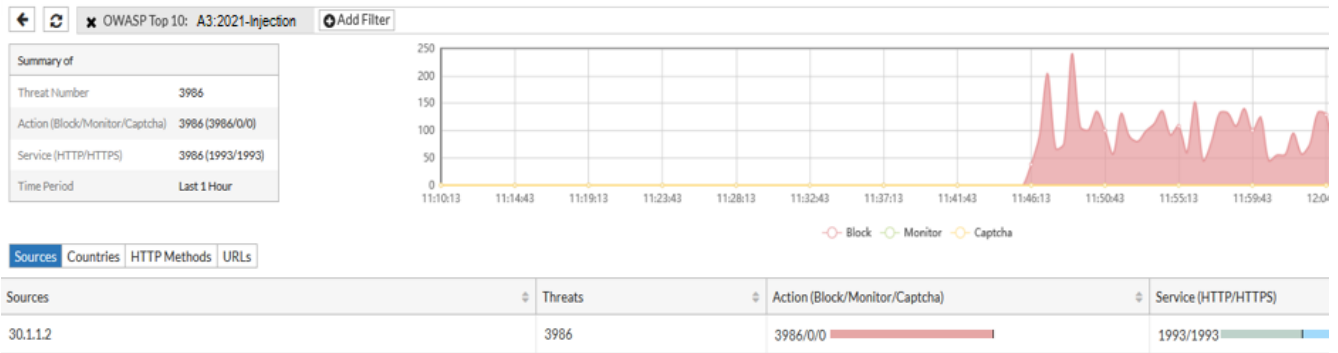 OWASP Top 10: A3:2021-Injection Add Filter
Summary of
Threat Number 3986
Action (Block/Monitor/Captcha) 3986 (3986/0/0)
Service (HTTP/HTTPS) 3986 (1993/1993)
Time Period Last 1 Hour
250
200
150
100
50
0
11:10:13 11:14:43 11:19:13 11:23:43 11:28:13 11:32:43 11:37:13 11:41:43 11:46:13 11:50:43 11:55:13 11:59:43 12:04
Block Monitor Captcha
Sources Countries HTTP Methods URLs
Sources Threats Action (Block/Monitor/Captcha) Service (HTTP/HTTPS)
30.1.1.2 3986 3986/0/0 1993/1993